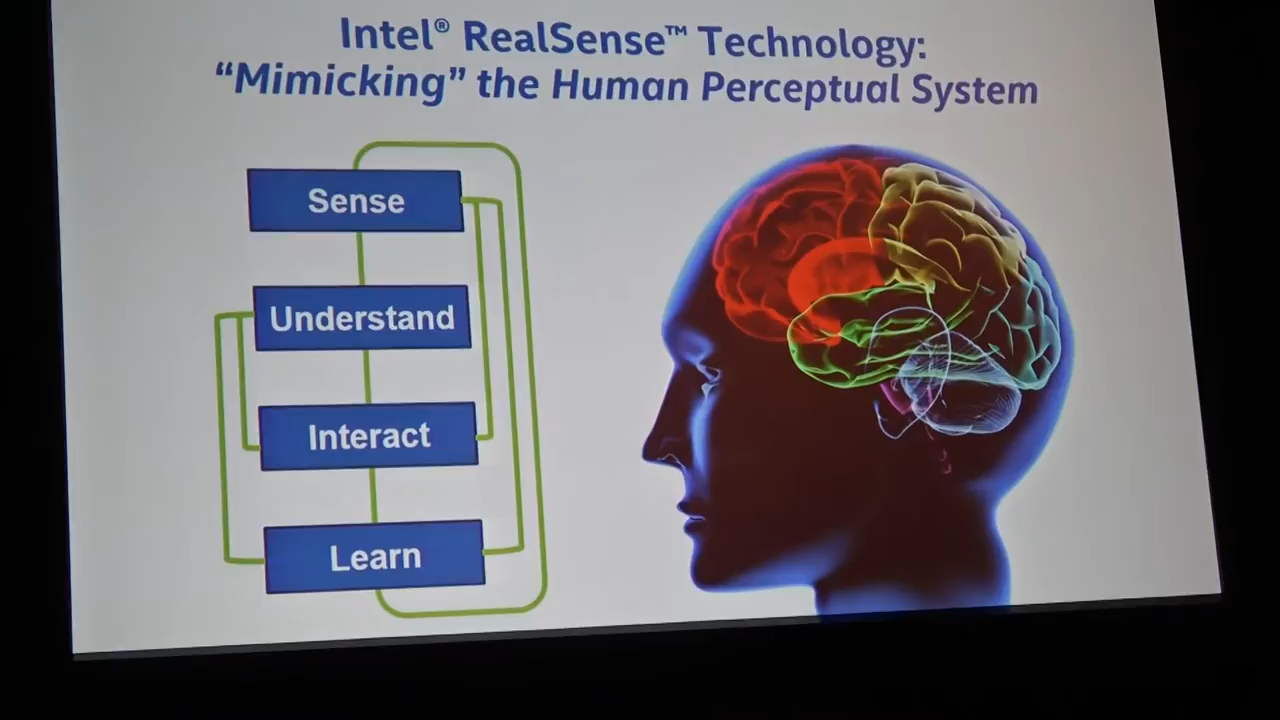 Intel® RealSense™ Technology:
“Mimicking” the Human Perceptual System
Sense
Understand
Interact
Learn